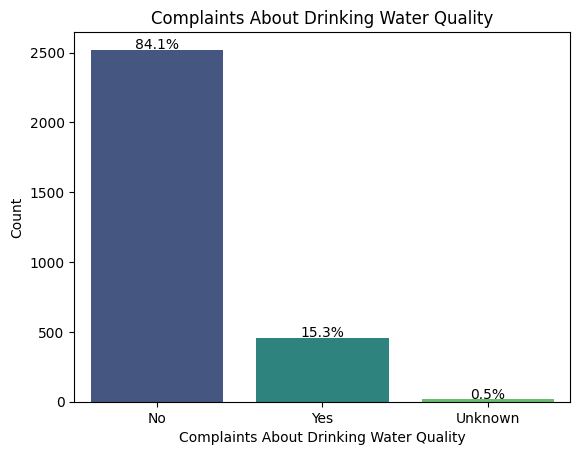 Complaints About Drinking Water Quality
84.1%
15.3%
0.5%
2500
2000
1500
1000
500
0
Count
No Yes Unknown
Complaints About Drinking Water Quality